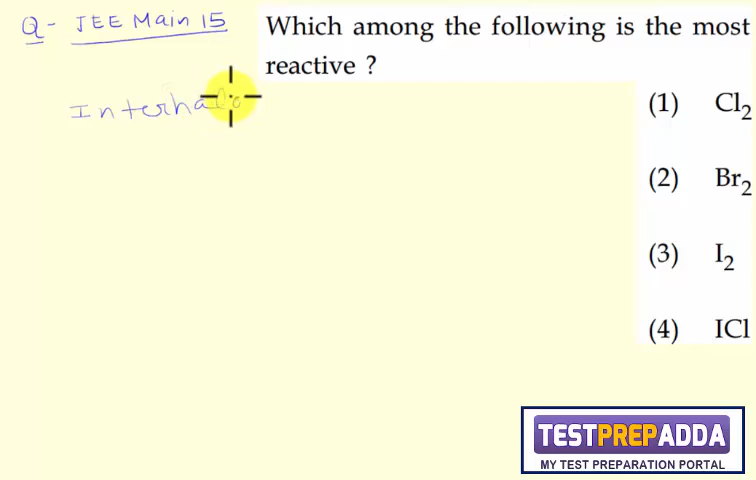 Q - JEE Main 15
Which among the following is the most
reactive ?
(1) Cl₂
(2) Br₂
(3) I₂
(4) ICl
TESTPREPADDA
MY TEST PREPARATION PORTAL